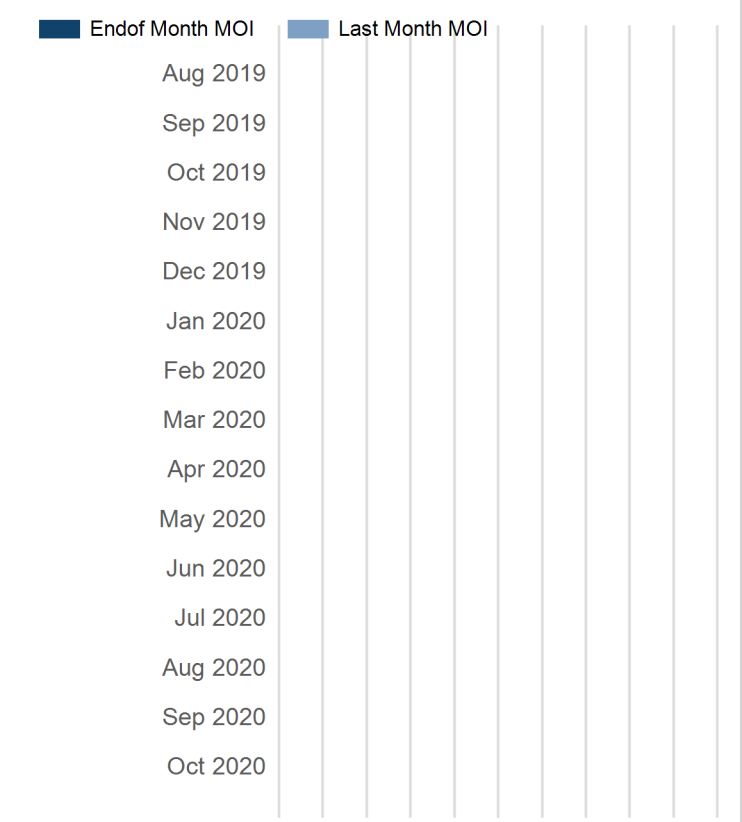 Endof Month MOI Last Month MOI
Aug 2019
Sep 2019
Oct 2019
Nov 2019
Dec 2019
Jan 2020
Feb 2020
Mar 2020
Apr 2020
May 2020
Jun 2020
Jul 2020
Aug 2020
Sep 2020
Oct 2020